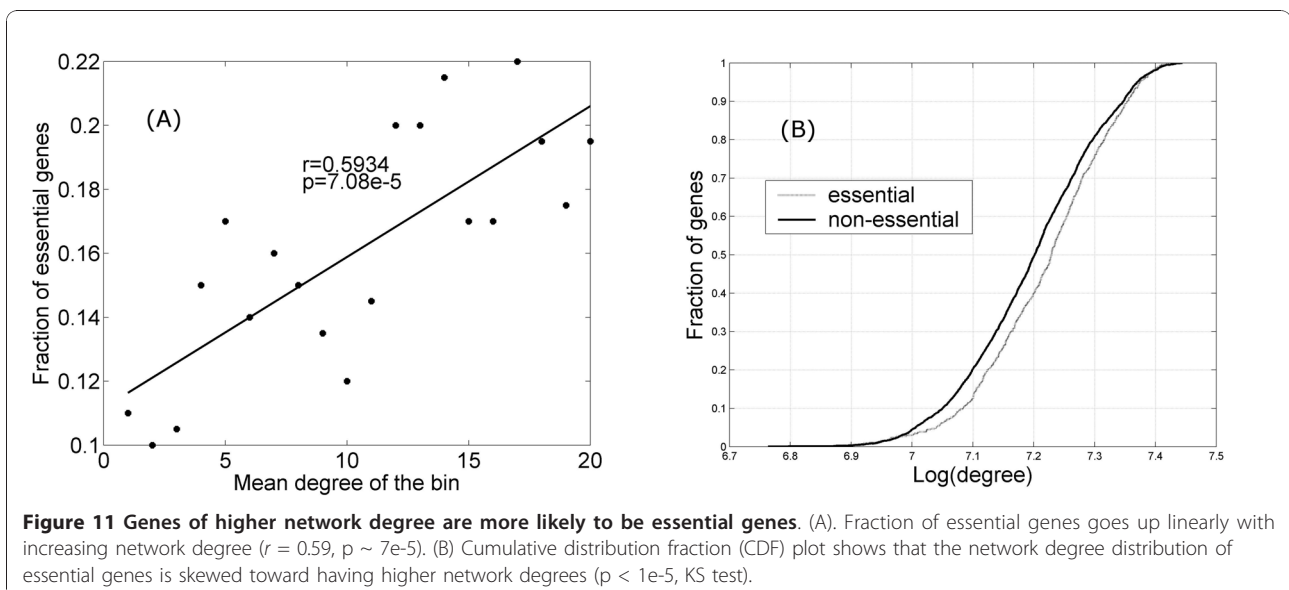 0.22
0.2
0.18
0.16
0.14
0.12
0.1
0
5
10
15
20
(A)
r=0.5934
p=7.08e-5
Fraction of essential genes
Mean degree of the bin
1
0.9
0.8
0.7
0.6
0.5
0.4
0.3
0.2
0.1
0
6.7
6.8
6.9
7
7.1
7.2
7.3
7.4
7.5
(B)
essential
non-essential
Fraction of genes
Log(degree)
Figure 11 Genes of higher network degree are more likely to be essential genes. (A). Fraction of essential genes goes up linearly with
increasing network degree (r = 0.59, p ~ 7e-5). (B) Cumulative distribution fraction (CDF) plot shows that the network degree distribution of
essential genes is skewed toward having higher network degrees (p < 1e-5, KS test).